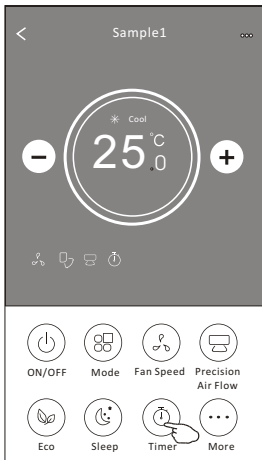 Sample1
Cool
25.0°C
ON/OFF
Mode
Fan Speed
Precision
Air Flow
Eco
Sleep
Timer
More